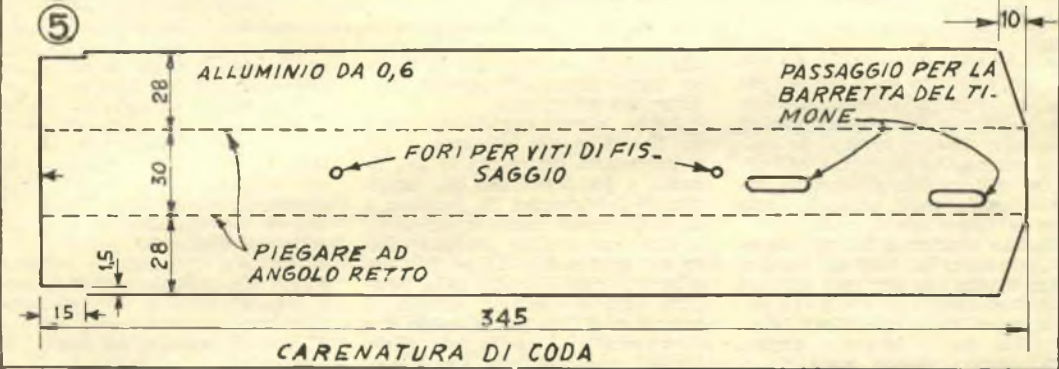 5
10
ALLUMINIO DA 0,6
PASSAGGIO PER LA
BARRETTA DEL TI-
MONE
28
FORI PER VITI DI FIS-
SAGGIO
30
PIEGARE AD
ANGOLO RETTO
28
1,5
15
345
CARENATURA DI CODA